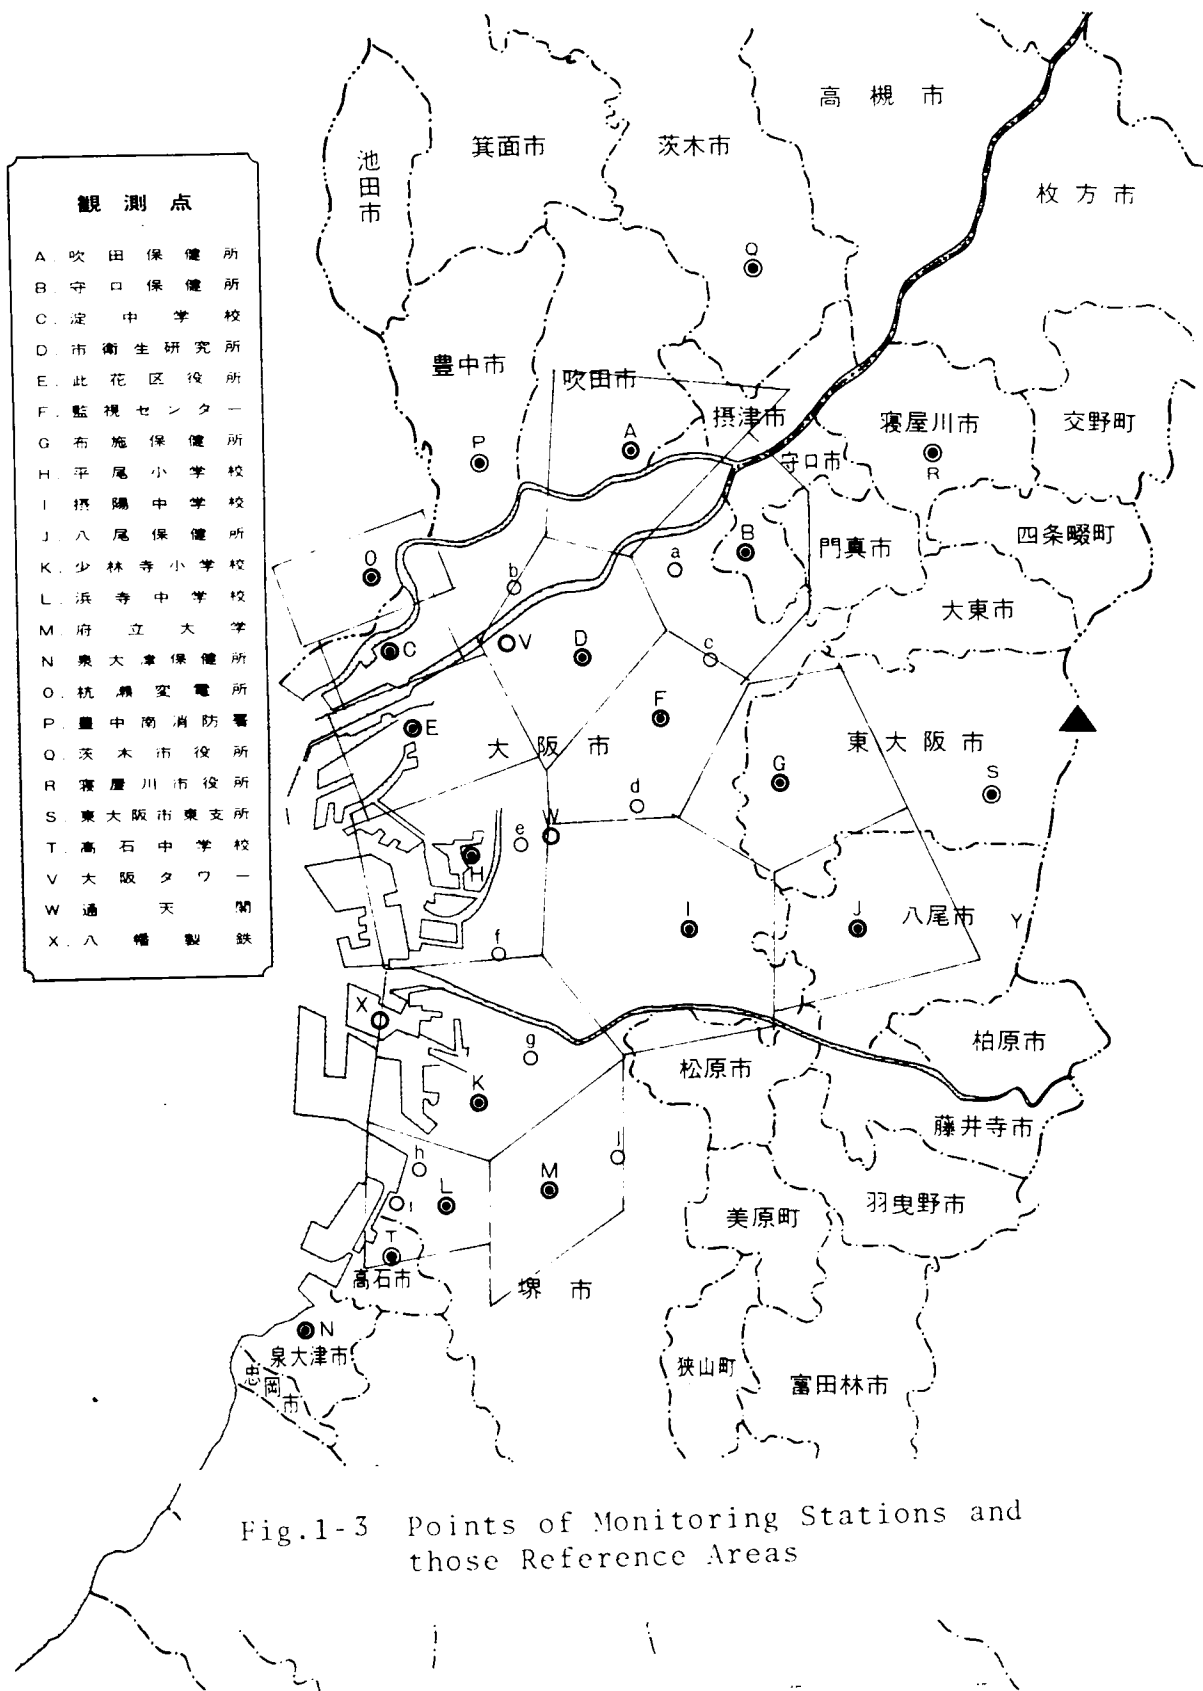 観測点
A. 吹田保健所
B. 守口保健所
C. 淀中学校
D. 市衛生研究所
E. 此花区役所
F. 監視センター
G 布施保健所
H. 平尾小学校
I 摂陽中学校
J. 八尾保健所
K. 少林寺小学校
L. 浜寺中学校
M. 府立大学
N 泉大津保健所
O. 杭瀬変電所
P. 豊中南消防署
Q. 茨木市役所
R 寝屋川市役所
S. 東大阪市東支所
T. 高石中学校
V 大阪タワー
W 通天閣
X. 八幡製鉄
高槻市
箕面市
茨木市
池田市
枚方市
Q
豊中市
吹田市
摂津市
寝屋川市
交野町
P
A
守口市
R
B
門真市
四条畷町
O
a
b
大東市
C
V
D
c
F
E
大阪市
東大阪市
G
S
d
W
e
H
I
J
八尾市
Y
f
X
g
松原市
柏原市
K
藤井寺市
h
M
L
i
美原町
羽曳野市
T
高石市
堺市
N
泉大津市
忠岡市
狭山町
富田林市
Fig.1-3 Points of Monitoring Stations and
those Reference Areas